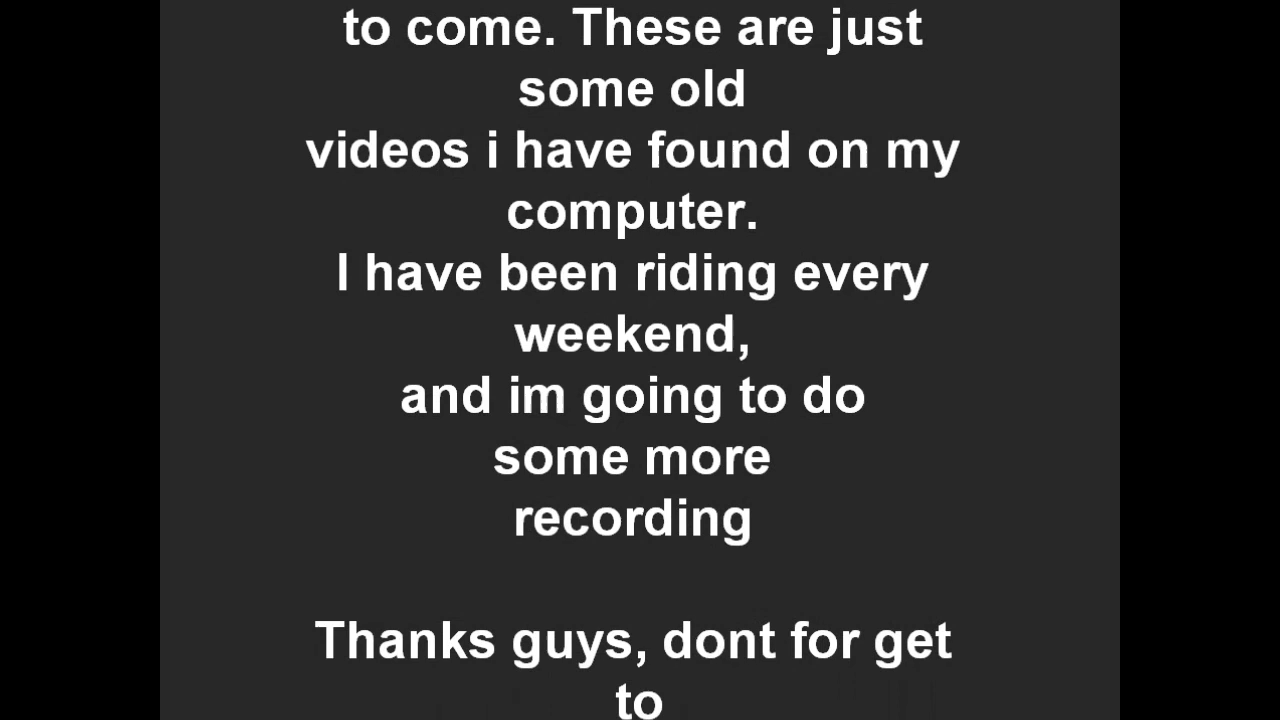 to come. These are just
some old
videos i have found on my
computer.
I have been riding every
weekend,
and im going to do
some more
recording
Thanks guys, dont for get
to